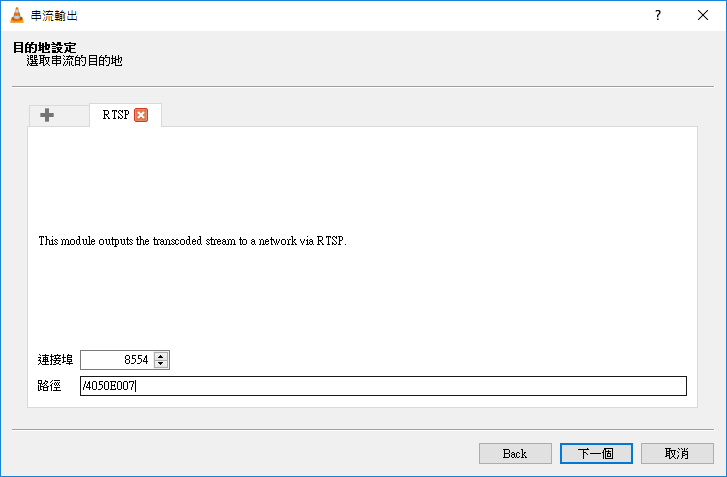 串流輸出
目的地設定
選取串流的目的地
RTSP
This module outputs the transcoded stream to a network via RTSP.
連接埠 8554
路徑 /4050E007
Back 下一個 取消